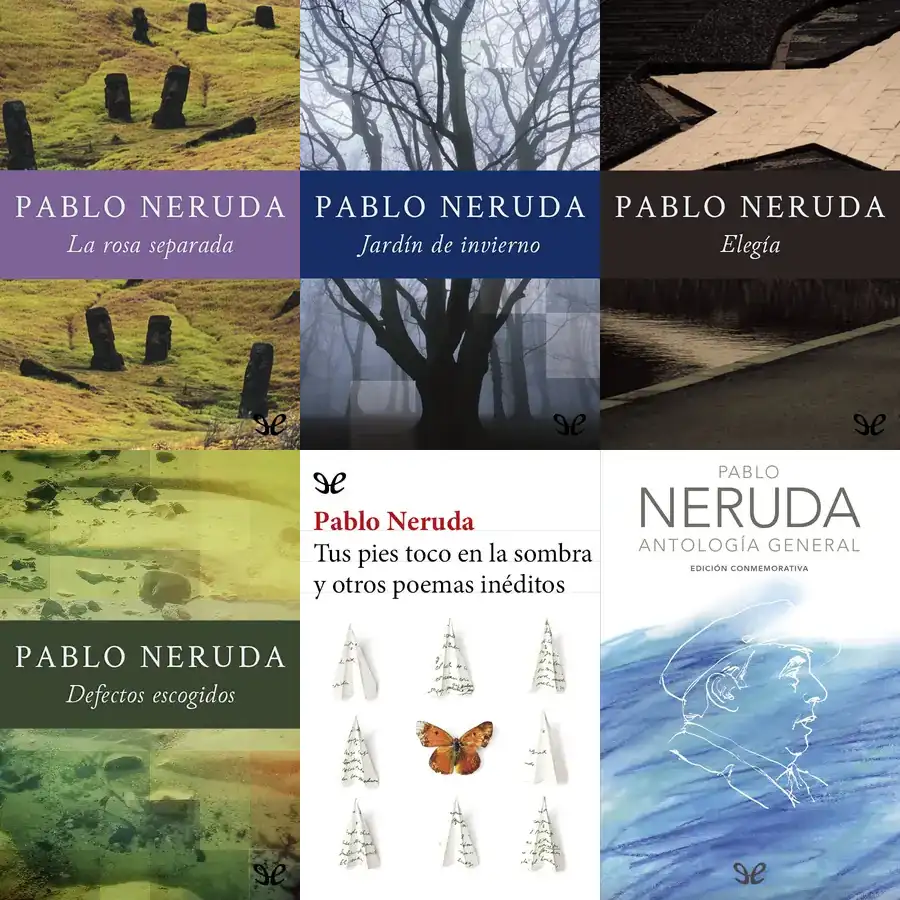 PABLO NERUDA
La rosa separada
PABLO NERUDA
Jardín de invierno
PABLO NERUDA
Elegía
PABLO NERUDA
Defectos escogidos
Pablo Neruda
Tus pies toco en la sombra
y otros poemas inéditos
PABLO
NERUDA
ANTOLOGÍA GENERAL
EDICIÓN CONMEMORATIVA